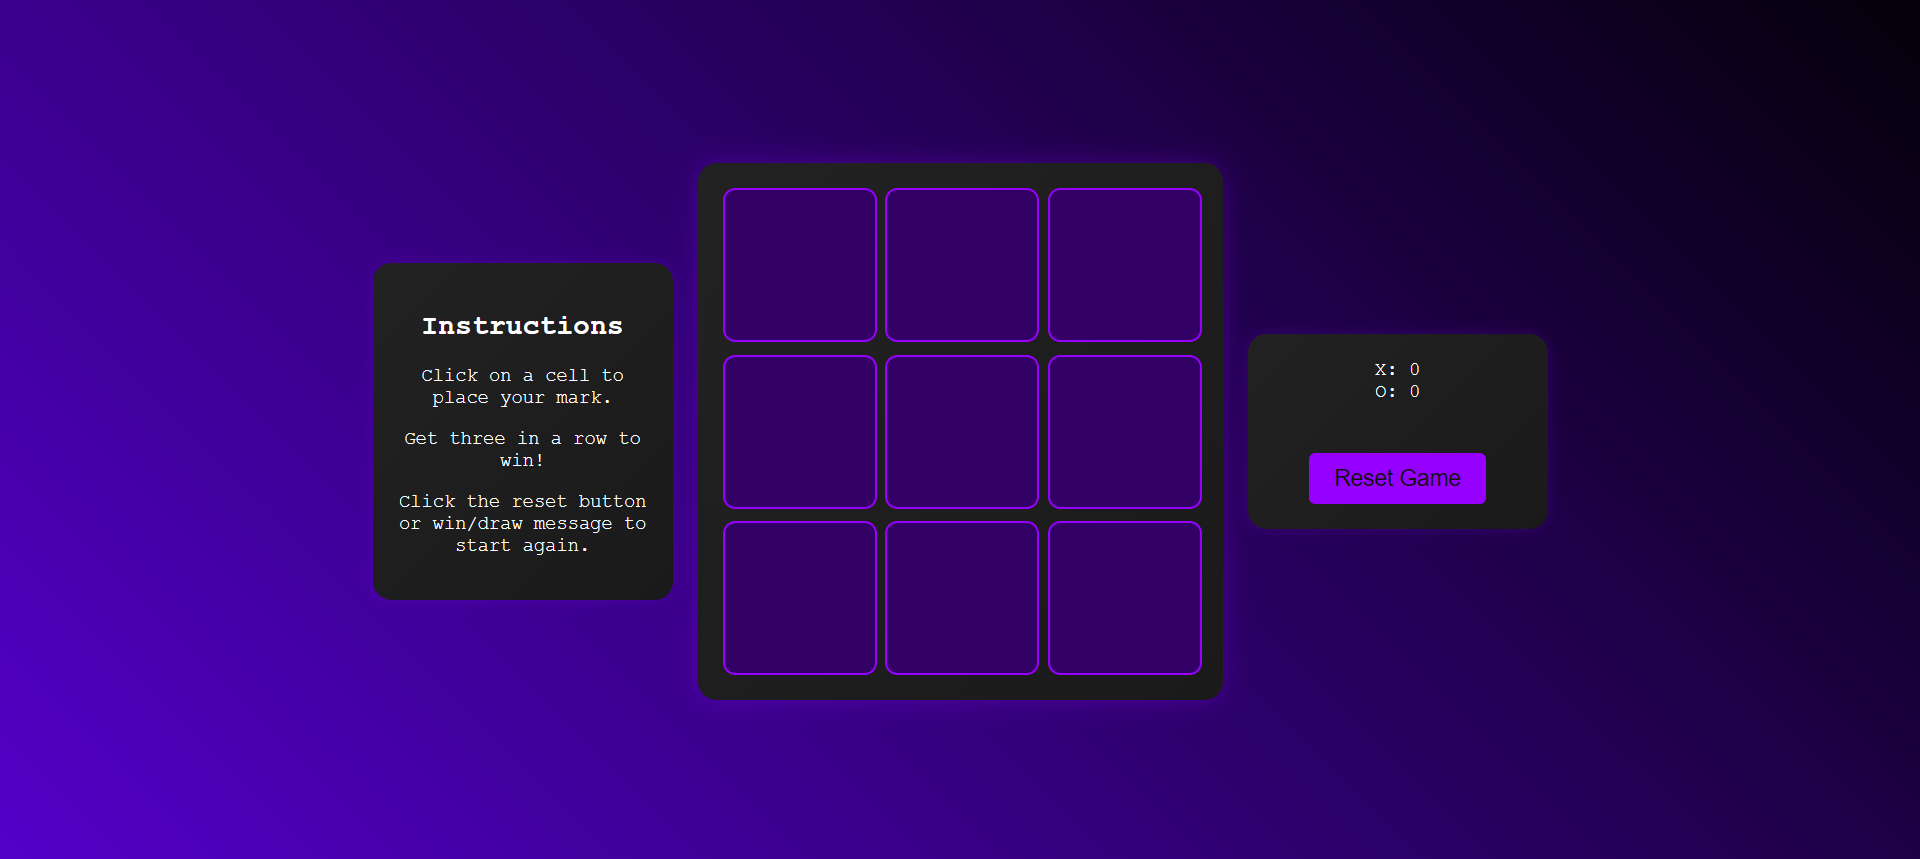 Instructions
Click on a cell to
place your mark.
Get three in a row to
win!
Click the reset button
or win/draw message to
start again.
X: 0
O: 0
Reset Game